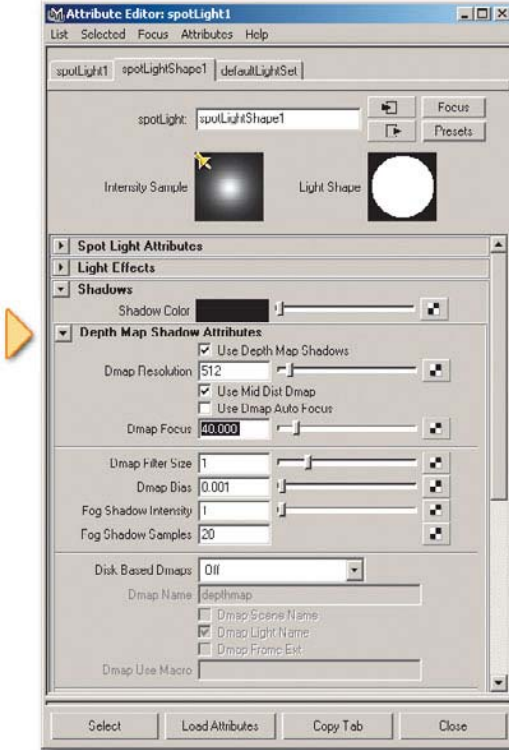 Attribute Editor: spotLight1
List Selected Focus Attributes Help
spotLight1 spotLightShape1 defaultLightSet
spotLight: spotLightShape1
Focus
Presets
Intensity Sample
Light Shape
Spot Light Attributes
Light Effects
Shadows
Shadow Color
Depth Map Shadow Attributes
Use Depth Map Shadows
Dmap Resolution 512
Use Mid Dist Dmap
Use Dmap Auto Focus
Dmap Focus 40.000
Dmap Filter Size 1
Dmap Bias 0.001
Fog Shadow Intensity 1
Fog Shadow Samples 20
Disk Based Dmaps Off
Dmap Name depthmap
Dmap Scene Name
Dmap Light Name
Dmap Frame Ext
Dmap Use Macro
Select Load Attributes Copy Tab Close